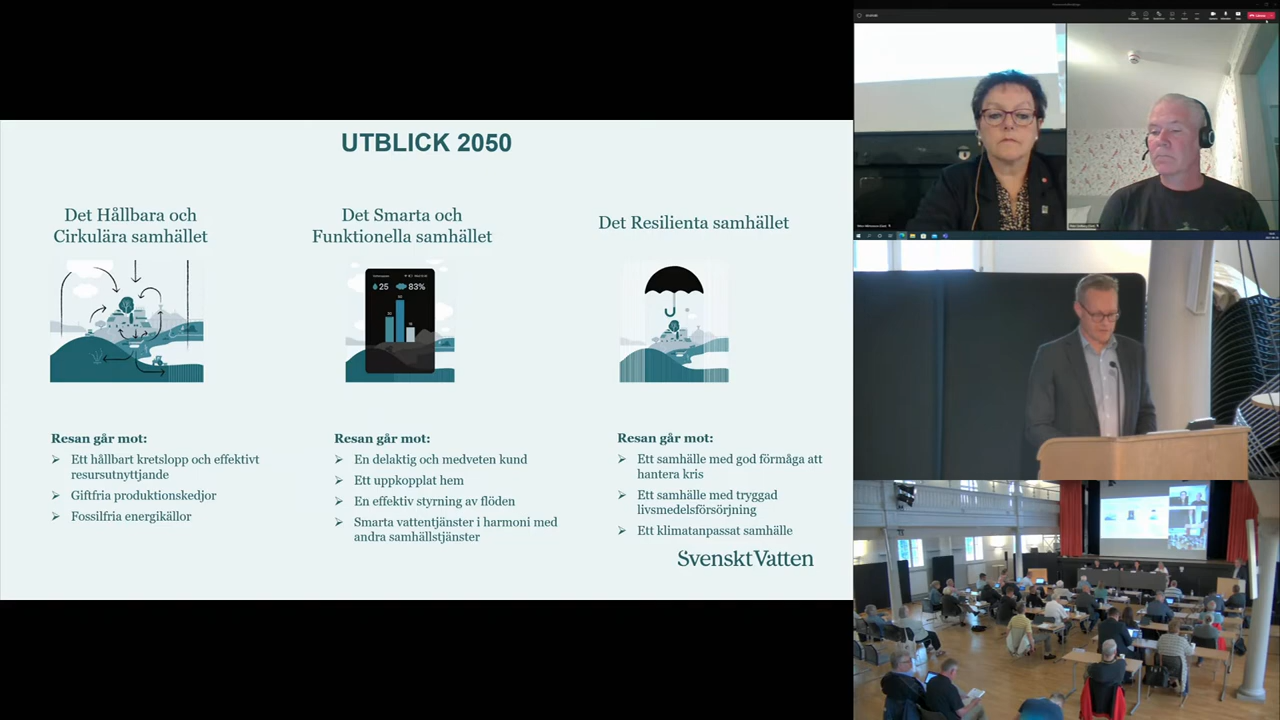 UTBLICK 2050
Det Hållbara och
Cirkulära samhället
Det Smarta och
Funktionella samhället
Det Resilienta samhället
25
83%
Resan går mot:
Ett hållbart kretslopp och effektivt
resursutnyttjande
Giftfria produktionskedjor
Fossilfria energikällor
Resan går mot:
En delaktig och medveten kund
Ett uppkopplat hem
En effektiv styrning av flöden
Smarta vattentjänster i harmoni med
andra samhällstjänster
Resan går mot:
Ett samhälle med god förmåga att
hantera kris
Ett samhälle med tryggad
livsmedelsförsörjning
Ett klimatanpassat samhälle
SvensktVatten